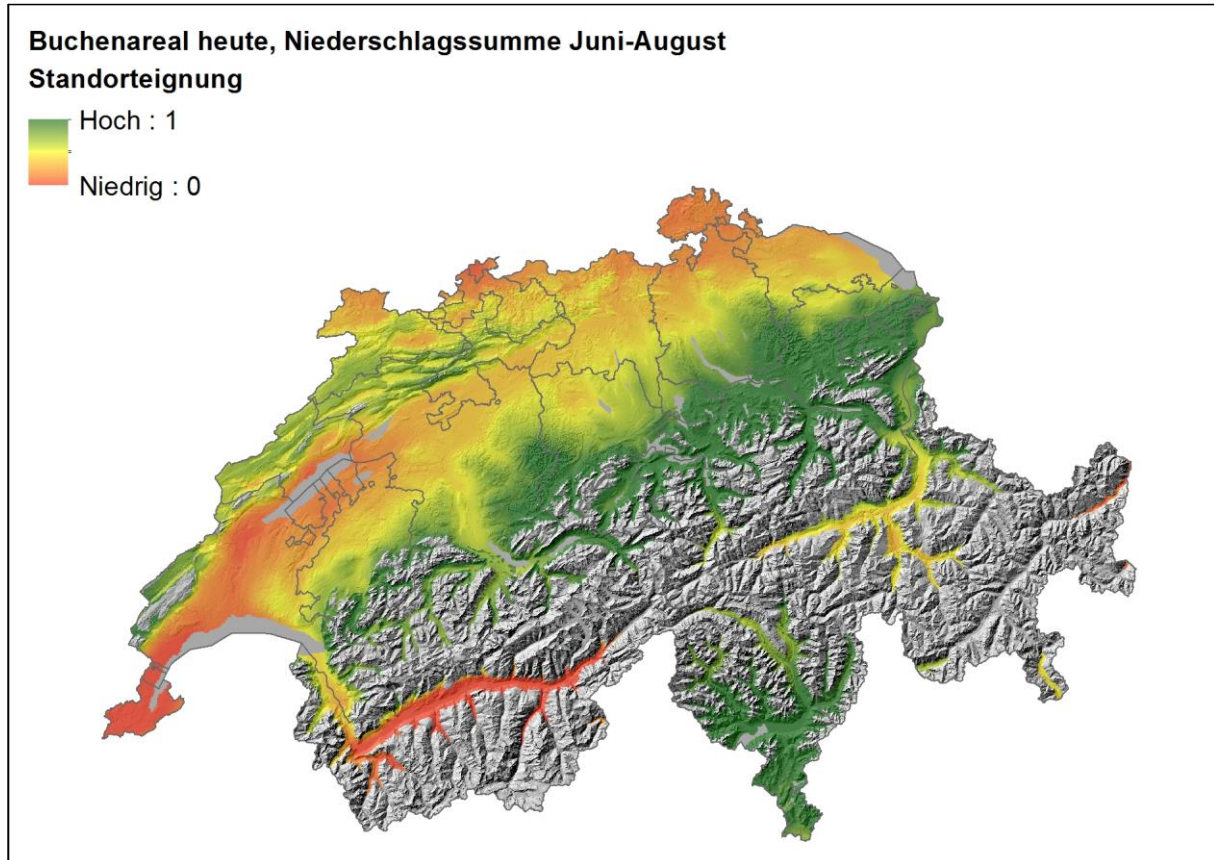 Buchenareal heute, Niederschlagssumme Juni-August
Standorteignung
Hoch : 1
Niedrig : 0